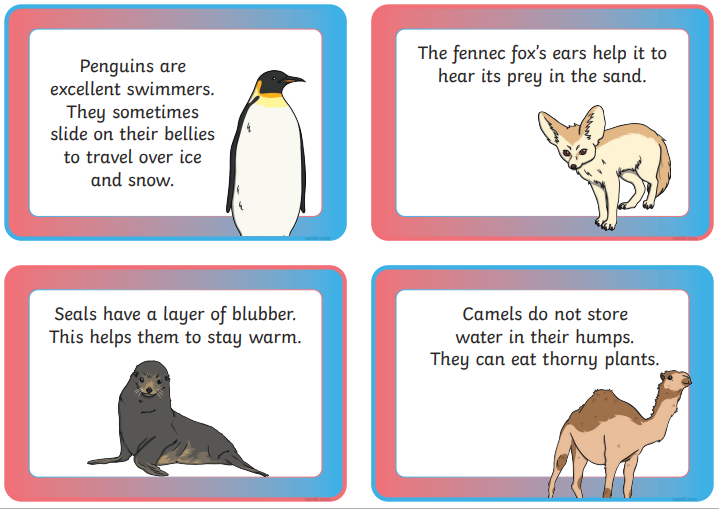 Penguins are
excellent swimmers.
They sometimes
slide on their bellies
to travel over ice
and snow.
The fennec fox's ears help it to
hear its prey in the sand.
Seals have a layer of blubber.
This helps them to stay warm.
Camels do not store
water in their humps.
They can eat thorny plants.